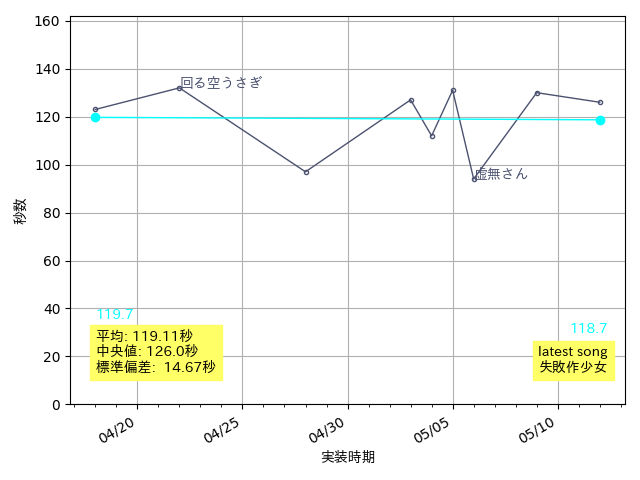 160
140
120
100
80
60
40
20
0
秒数
回る空うさぎ
虚無さん
119.7
118.7
平均: 119.11秒
中央値: 126.0秒
標準偏差: 14.67秒
latest song
失敗作少女
04/20
04/25
04/30
05/05
05/10
実装時期